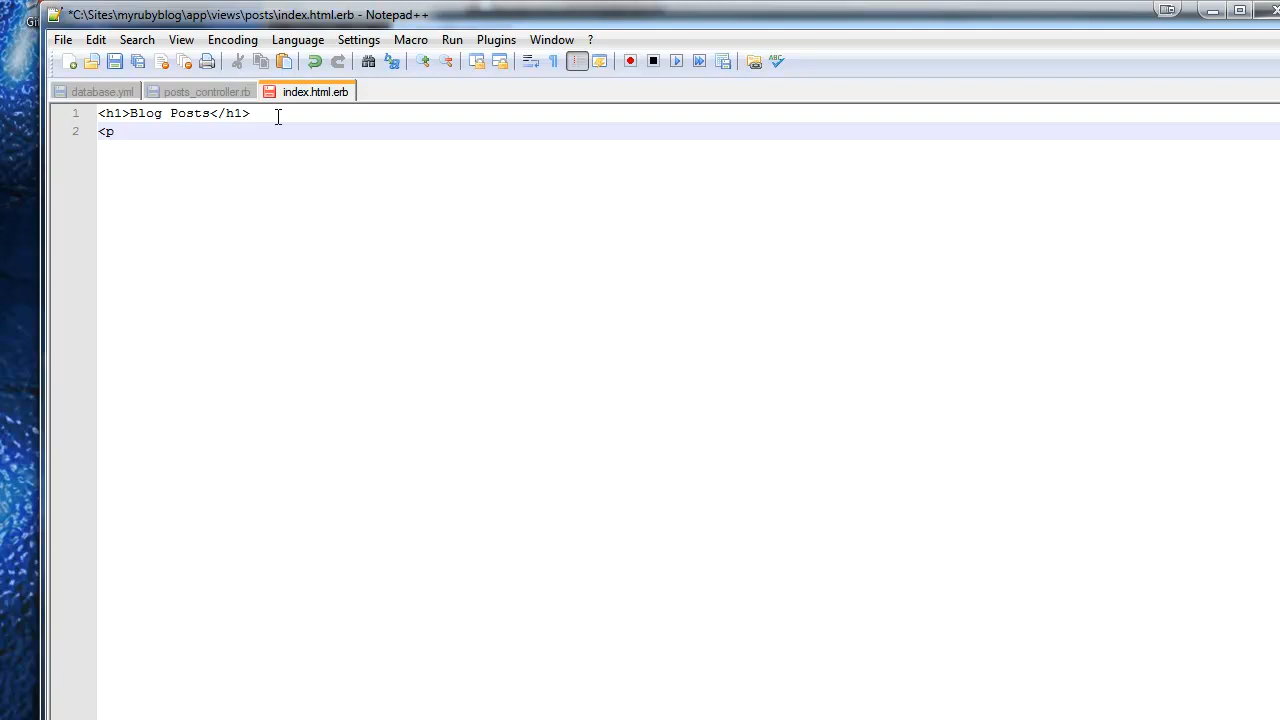 Gi
*C:\Sites\myrubyblog\app\views\posts\index.html.erb - Notepad++
File Edit Search View Encoding Language Settings Macro Run Plugins Window ?
database.yml posts_controller.rb index.html.erb
1 <h1>Blog Posts</h1>
2 <p